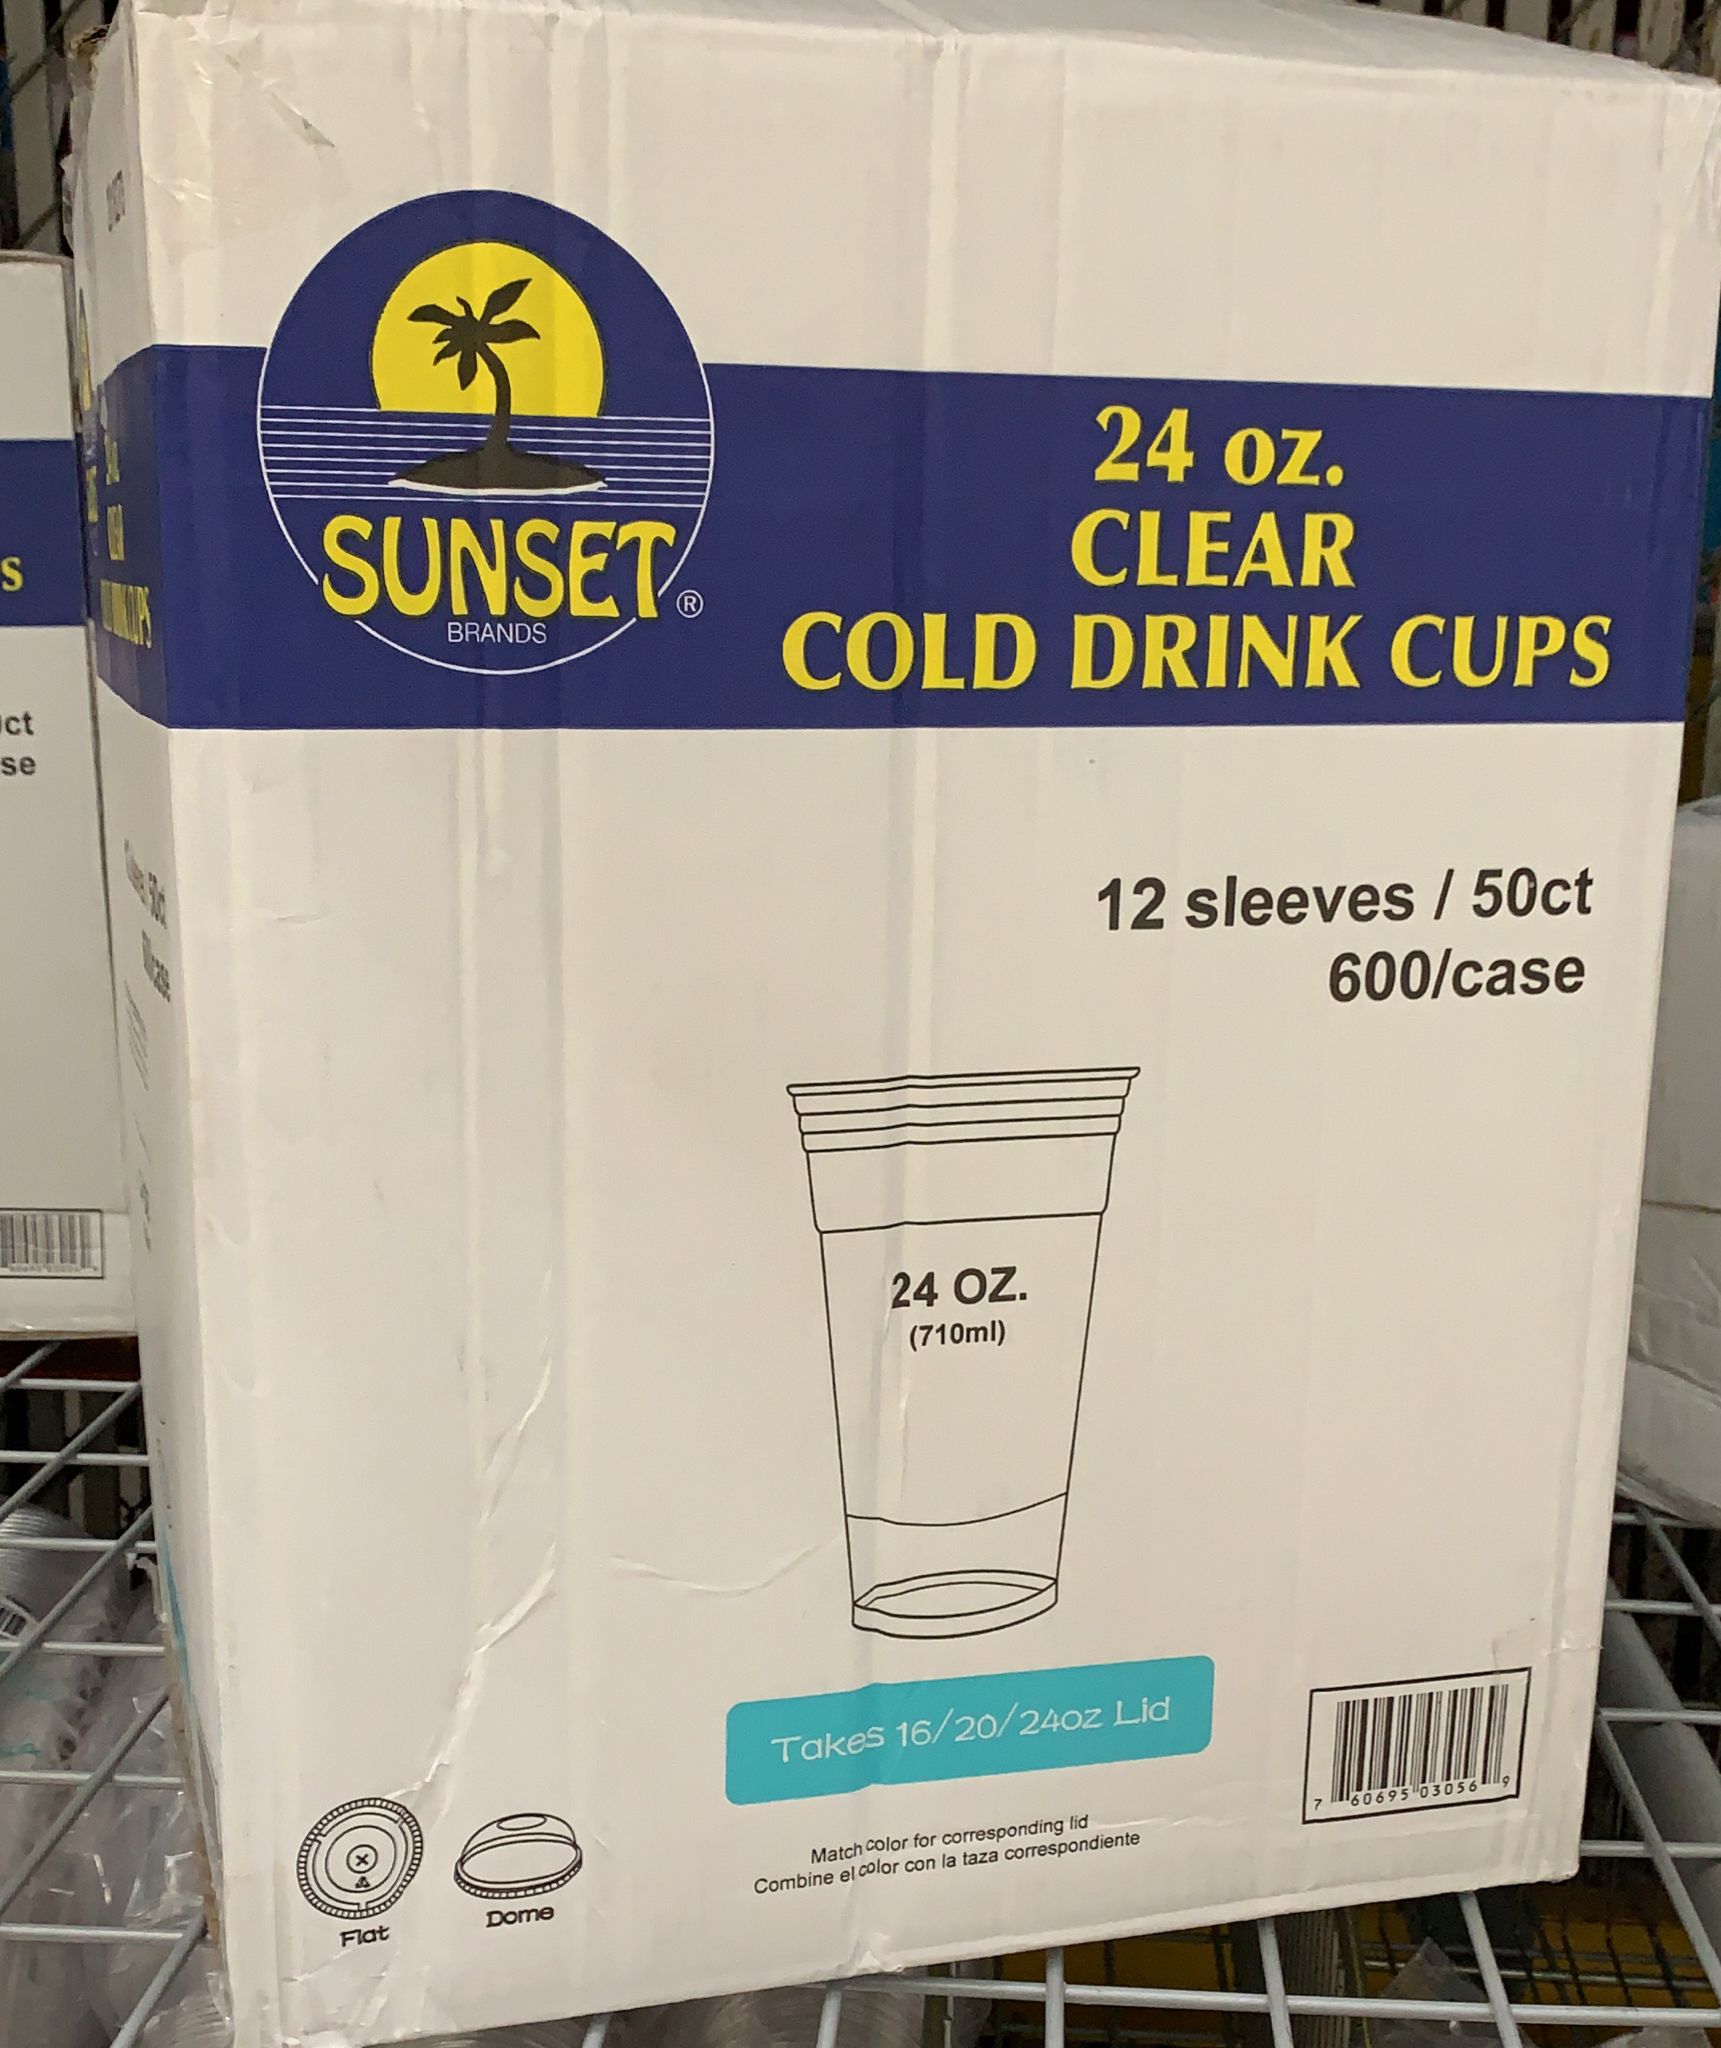 SUNSET®
BRANDS
24 oz.
CLEAR
COLD DRINK CUPS
12 sleeves / 50ct
600/case
24 OZ.
(710ml)
Takes 16/20/24oz Lid
Match color for corresponding lid
Combine el color con la taza correspondiente
Flat
Dome
7 60695 03056 9
S
ct
se